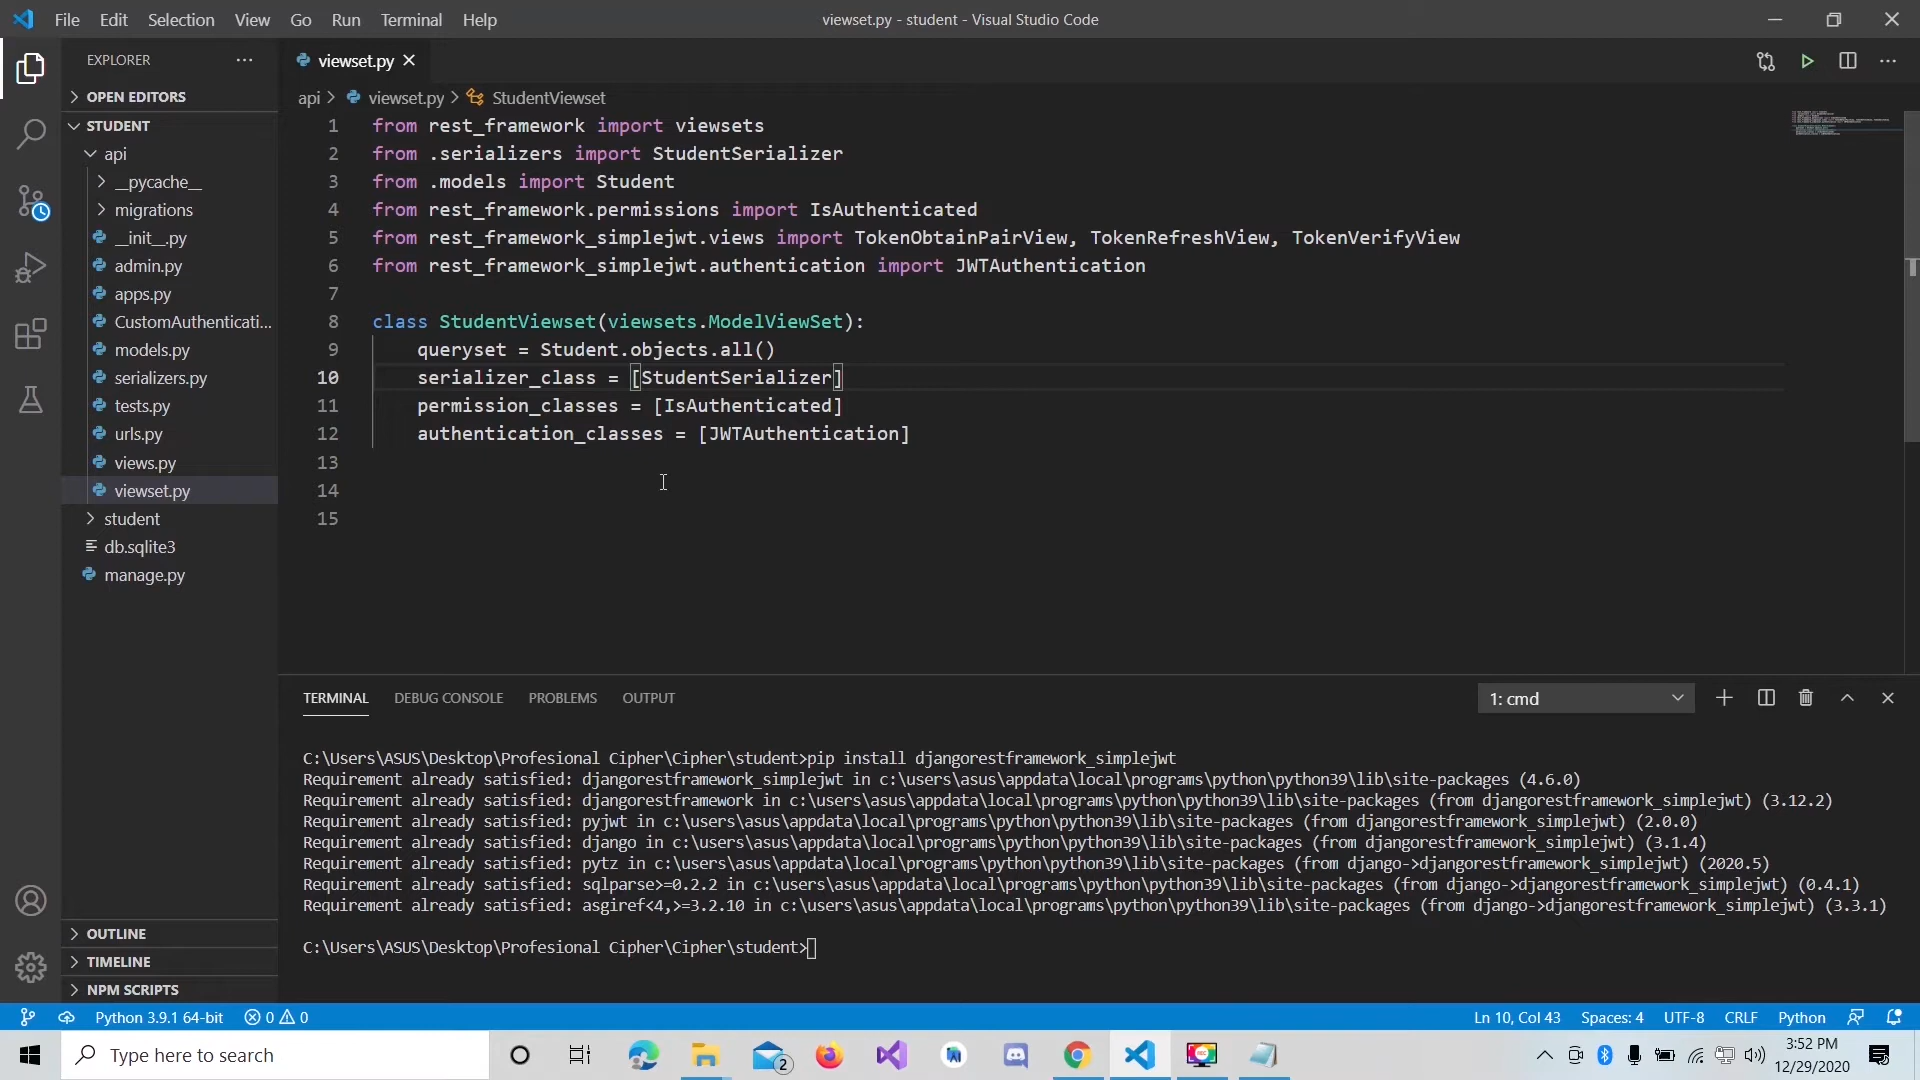 File Edit Selection View Go Run Terminal Help
viewset.py - student - Visual Studio Code
EXPLORER
OPEN EDITORS
STUDENT
api
__pycache__
migrations
__init__.py
admin.py
apps.py
CustomAuthenticati...
models.py
serializers.py
tests.py
urls.py
views.py
viewset.py
student
db.sqlite3
manage.py
OUTLINE
TIMELINE
NPM SCRIPTS
viewset.py
api > viewset.py > StudentViewset
1 from rest_framework import viewsets
2 from .serializers import StudentSerializer
3 from .models import Student
4 from rest_framework.permissions import IsAuthenticated
5 from rest_framework_simplejwt.views import TokenObtainPairView, TokenRefreshView, TokenVerifyView
6 from rest_framework_simplejwt.authentication import JWTAuthentication
7
8 class StudentViewset(viewsets.ModelViewSet):
9 queryset = Student.objects.all()
10 serializer_class = [StudentSerializer]
11 permission_classes = [IsAuthenticated]
12 authentication_classes = [JWTAuthentication]
13
14
15
TERMINAL DEBUG CONSOLE PROBLEMS OUTPUT
1: cmd
C:\Users\ASUS\Desktop\Profesional Cipher\Cipher\student>pip install djangorestframework_simplejwt
Requirement already satisfied: djangorestframework_simplejwt in c:\users\asus\appdata\local\programs\python\python39\lib\site-packages (4.6.0)
Requirement already satisfied: djangorestframework in c:\users\asus\appdata\local\programs\python\python39\lib\site-packages (from djangorestframework_simplejwt) (3.12.2)
Requirement already satisfied: pyjwt in c:\users\asus\appdata\local\programs\python\python39\lib\site-packages (from djangorestframework_simplejwt) (2.0.0)
Requirement already satisfied: django in c:\users\asus\appdata\local\programs\python\python39\lib\site-packages (from djangorestframework_simplejwt) (3.1.4)
Requirement already satisfied: pytz in c:\users\asus\appdata\local\programs\python\python39\lib\site-packages (from django->djangorestframework_simplejwt) (2020.5)
Requirement already satisfied: sqlparse>=0.2.2 in c:\users\asus\appdata\local\programs\python\python39\lib\site-packages (from django->djangorestframework_simplejwt) (0.4.1)
Requirement already satisfied: asgiref<4,>=3.2.10 in c:\users\asus\appdata\local\programs\python\python39\lib\site-packages (from django->djangorestframework_simplejwt) (3.3.1)
C:\Users\ASUS\Desktop\Profesional Cipher\Cipher\student>
Python 3.9.1 64-bit 0 0
Ln 10, Col 43 Spaces: 4 UTF-8 CRLF Python
Type here to search
2
3:52 PM
12/29/2020